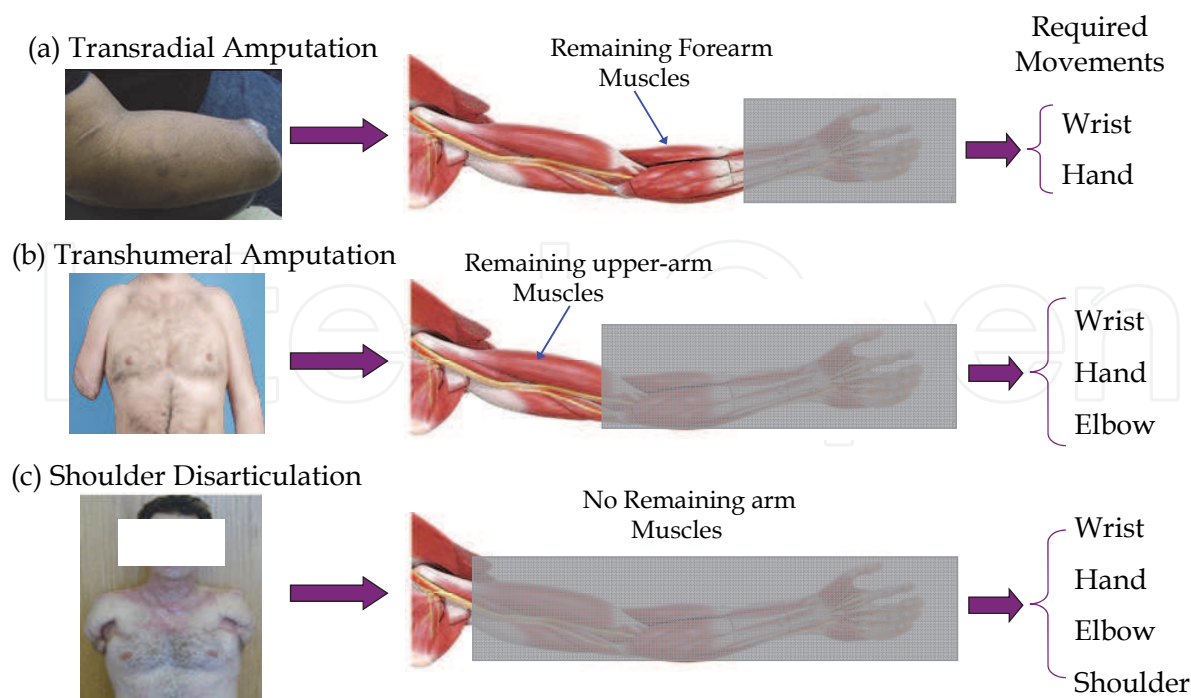 (a) Transradial Amputation
Remaining Forearm
Muscles
Required
Movements
Wrist
Hand
(b) Transhumeral Amputation
Remaining upper-arm
Muscles
Wrist
Hand
Elbow
(c) Shoulder Disarticulation
No Remaining arm
Muscles
Wrist
Hand
Elbow
Shoulder